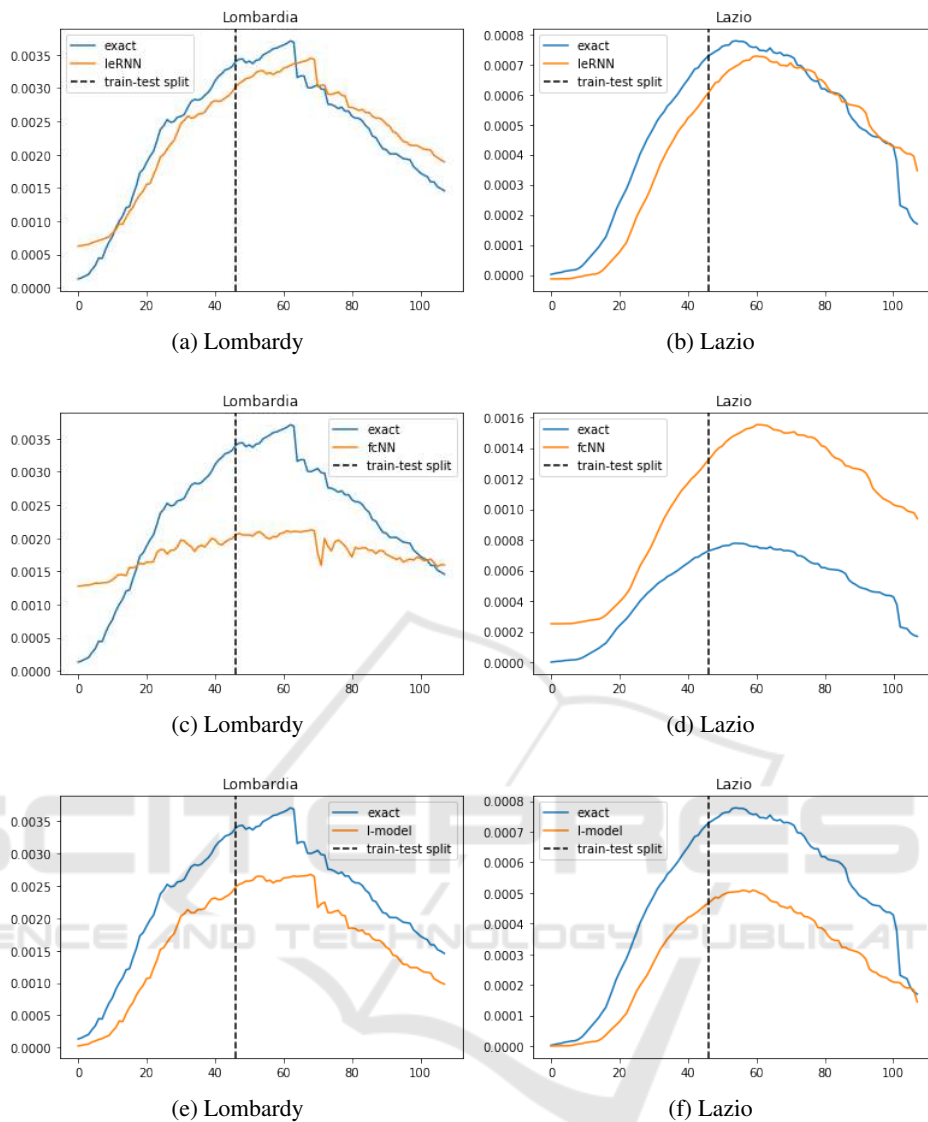 Lombardia
exact
leRNN
train-test split
0.0035
0.0030
0.0025
0.0020
0.0015
0.0010
0.0005
0.0000
0 20 40 60 80 100
(a) Lombardy
Lazio
exact
leRNN
train-test split
0.0008
0.0007
0.0006
0.0005
0.0004
0.0003
0.0002
0.0001
0.0000
0 20 40 60 80 100
(b) Lazio
Lombardia
exact
fcNN
train-test split
0.0035
0.0030
0.0025
0.0020
0.0015
0.0010
0.0005
0.0000
0 20 40 60 80 100
(c) Lombardy
Lazio
exact
fcNN
train-test split
0.0016
0.0014
0.0012
0.0010
0.0008
0.0006
0.0004
0.0002
0.0000
0 20 40 60 80 100
(d) Lazio
Lombardia
exact
I-model
train-test split
0.0035
0.0030
0.0025
0.0020
0.0015
0.0010
0.0005
0.0000
0 20 40 60 80 100
(e) Lombardy
Lazio
exact
I-model
train-test split
0.0008
0.0007
0.0006
0.0005
0.0004
0.0003
0.0002
0.0001
0.0000
0 20 40 60 80 100
(f) Lazio
AND TECHNOLOGY